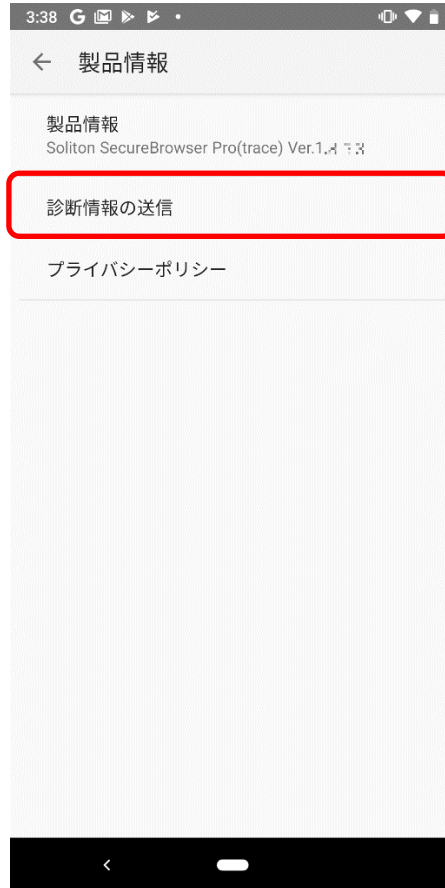 3:38
製品情報
製品情報
Soliton SecureBrowser Pro(trace) Ver.1.
診断情報の送信
プライバシーポリシー